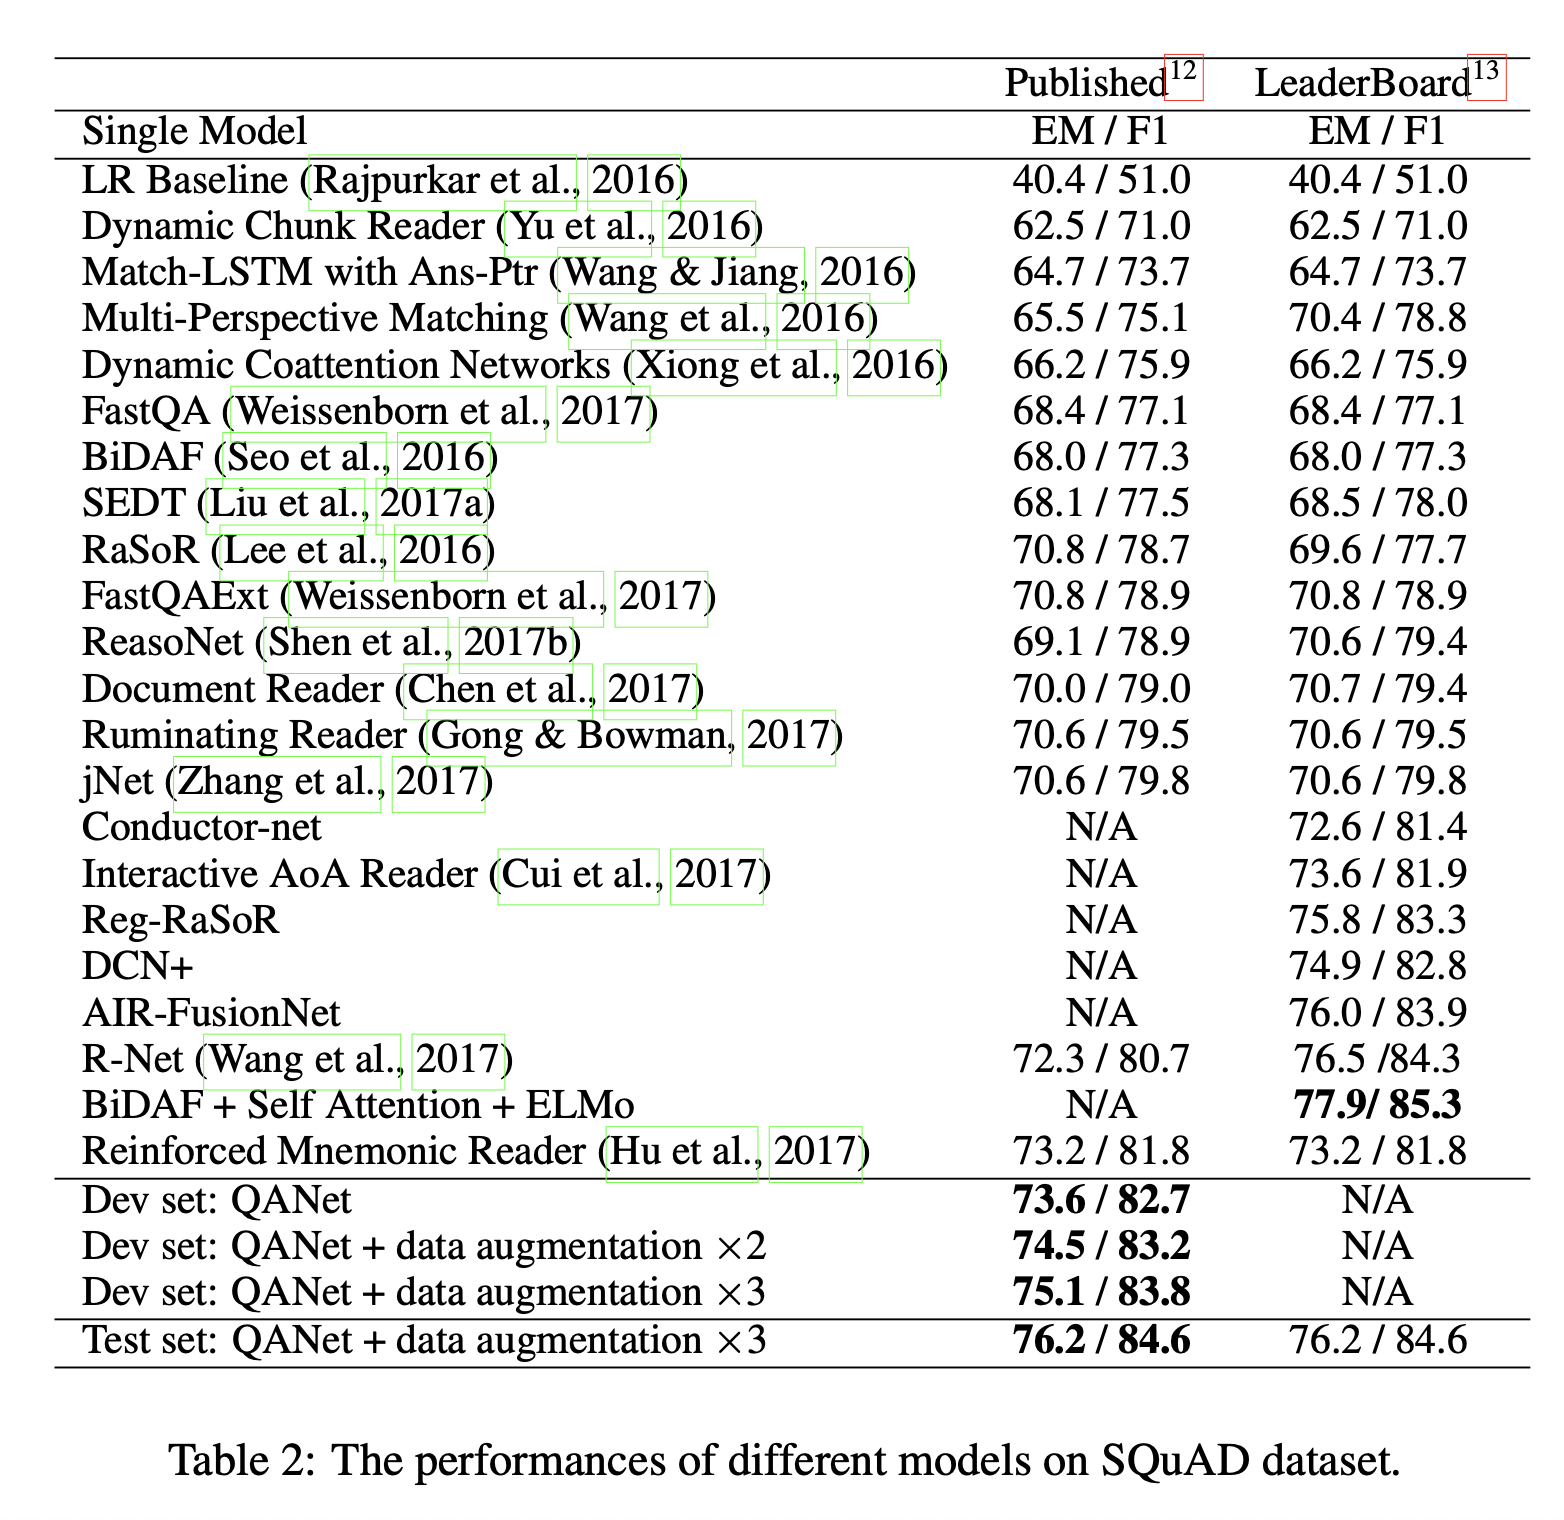 Published12 LeaderBoard13
Single Model EM / F1 EM / F1
LR Baseline (Rajpurkar et al., 2016) 40.4 / 51.0 40.4 / 51.0
Dynamic Chunk Reader (Yu et al., 2016) 62.5 / 71.0 62.5 / 71.0
Match-LSTM with Ans-Ptr (Wang & Jiang, 2016) 64.7 / 73.7 64.7 / 73.7
Multi-Perspective Matching (Wang et al., 2016) 65.5 / 75.1 70.4 / 78.8
Dynamic Coattention Networks (Xiong et al., 2016) 66.2 / 75.9 66.2 / 75.9
FastQA (Weissenborn et al., 2017) 68.4 / 77.1 68.4 / 77.1
BiDAF (Seo et al., 2016) 68.0 / 77.3 68.0 / 77.3
SEDT (Liu et al., 2017a) 68.1 / 77.5 68.5 / 78.0
RaSoR (Lee et al., 2016) 70.8 / 78.7 69.6 / 77.7
FastQAExt (Weissenborn et al., 2017) 70.8 / 78.9 70.8 / 78.9
ReasoNet (Shen et al., 2017b) 69.1 / 78.9 70.6 / 79.4
Document Reader (Chen et al., 2017) 70.0 / 79.0 70.7 / 79.4
Ruminating Reader (Gong & Bowman, 2017) 70.6 / 79.5 70.6 / 79.5
jNet (Zhang et al., 2017) 70.6 / 79.8 70.6 / 79.8
Conductor-net N/A 72.6 / 81.4
Interactive AoA Reader (Cui et al., 2017) N/A 73.6 / 81.9
Reg-RaSoR N/A 75.8 / 83.3
DCN+ N/A 74.9 / 82.8
AIR-FusionNet N/A 76.0 / 83.9
R-Net (Wang et al., 2017) 72.3 / 80.7 76.5 /84.3
BiDAF + Self Attention + ELMo N/A 77.9/ 85.3
Reinforced Mnemonic Reader (Hu et al., 2017) 73.2 / 81.8 73.2 / 81.8
Dev set: QANet 73.6 / 82.7 N/A
Dev set: QANet + data augmentation ×2 74.5 / 83.2 N/A
Dev set: QANet + data augmentation ×3 75.1 / 83.8 N/A
Test set: QANet + data augmentation ×3 76.2 / 84.6 76.2 / 84.6
Table 2: The performances of different models on SQuAD dataset.